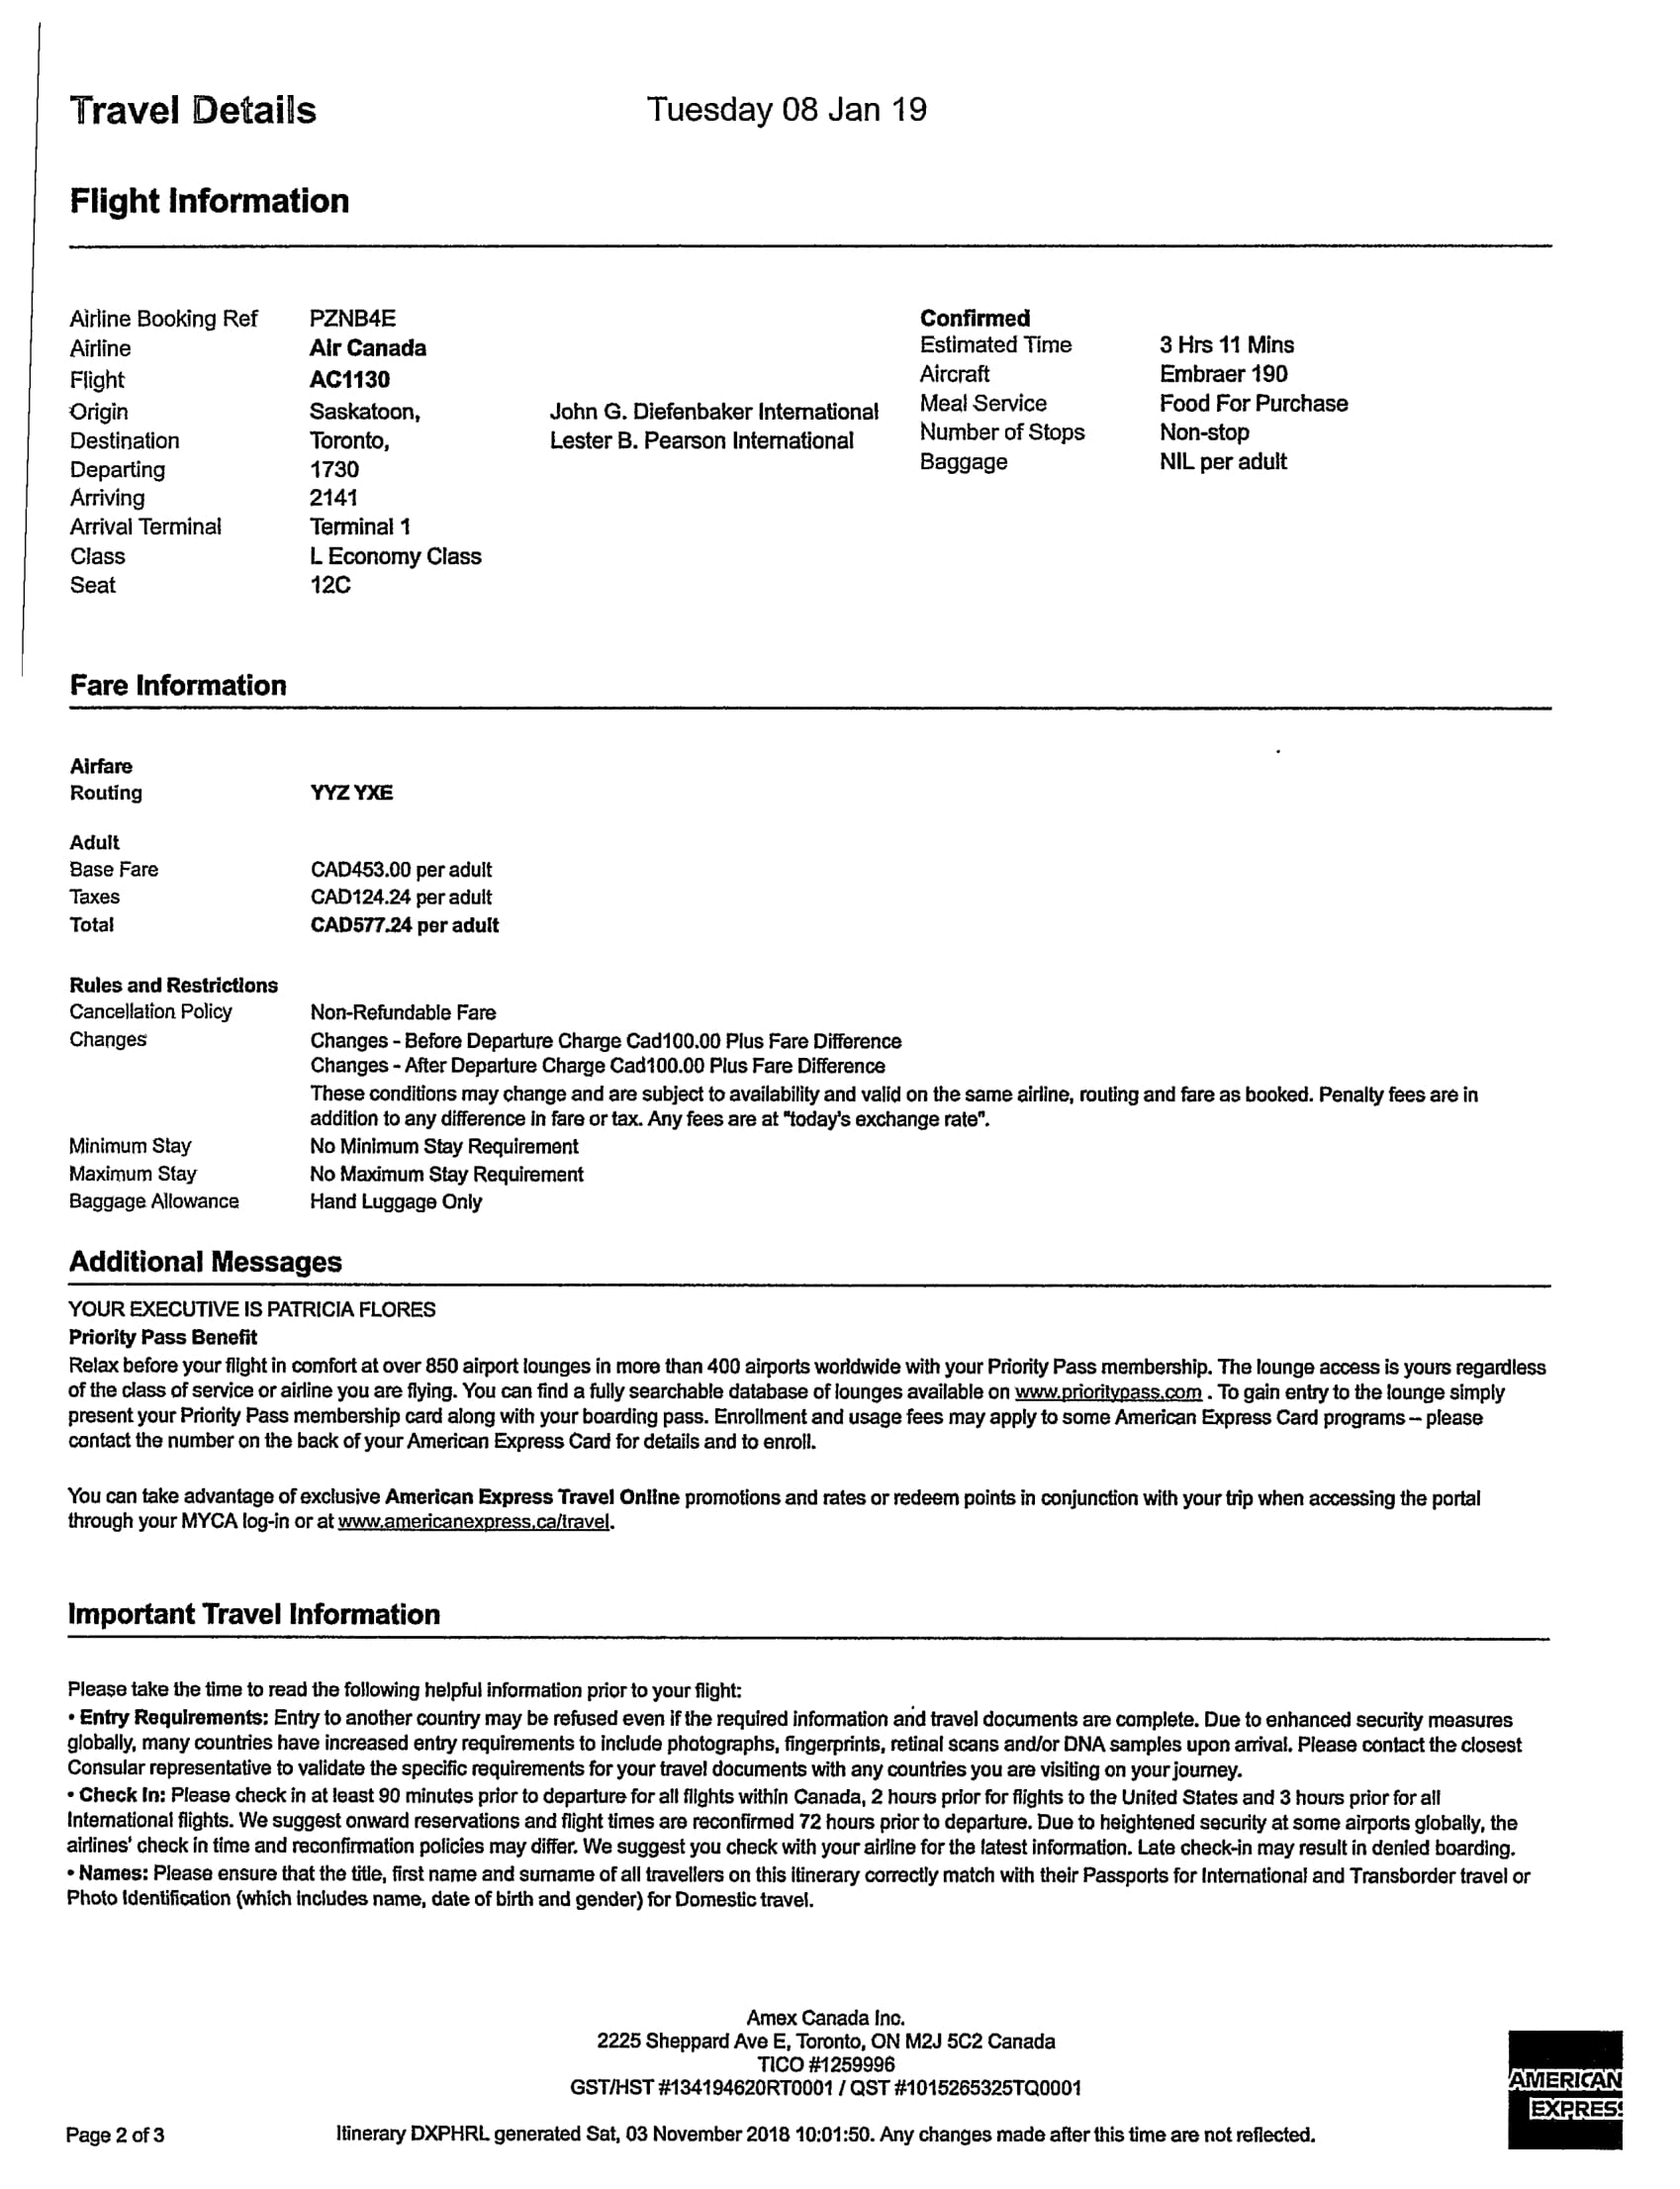 Travel Details Tuesday 08 Jan 19
Flight Information
Airline Booking Ref PZNB4E Confirmed
Airline Air Canada Estimated Time 3 Hrs 11 Mins
Flight AC1130 Aircraft Embraer 190
Origin Saskatoon, John G. Diefenbaker International Meal Service Food For Purchase
Destination Toronto, Lester B. Pearson International Number of Stops Non-stop
Departing 1730 Baggage NIL per adult
Arriving 2141
Arrival Terminal Terminal 1
Class L Economy Class
Seat 12C
Fare Information
Airfare
Routing YYZ YXE
Adult
Base Fare CAD453.00 per adult
Taxes CAD124.24 per adult
Total CAD577.24 per adult
Rules and Restrictions
Cancellation Policy Non-Refundable Fare
Changes Changes - Before Departure Charge Cad100.00 Plus Fare Difference
Changes - After Departure Charge Cad100.00 Plus Fare Difference
These conditions may change and are subject to availability and valid on the same airline, routing and fare as booked. Penalty fees are in
addition to any difference in fare or tax. Any fees are at "today's exchange rate".
Minimum Stay No Minimum Stay Requirement
Maximum Stay No Maximum Stay Requirement
Baggage Allowance Hand Luggage Only
Additional Messages
YOUR EXECUTIVE IS PATRICIA FLORES
Priority Pass Benefit
Relax before your flight in comfort at over 850 airport lounges in more than 400 airports worldwide with your Priority Pass membership. The lounge access is yours regardless
of the class of service or airline you are flying. You can find a fully searchable database of lounges available on www.prioritypass.com . To gain entry to the lounge simply
present your Priority Pass membership card along with your boarding pass. Enrollment and usage fees may apply to some American Express Card programs – please
contact the number on the back of your American Express Card for details and to enroll.
You can take advantage of exclusive American Express Travel Online promotions and rates or redeem points in conjunction with your trip when accessing the portal
through your MYCA log-in or at www.americanexpress.ca/travel.
Important Travel Information
Please take the time to read the following helpful information prior to your flight:
• Entry Requirements: Entry to another country may be refused even if the required information and travel documents are complete. Due to enhanced security measures
globally, many countries have increased entry requirements to include photographs, fingerprints, retinal scans and/or DNA samples upon arrival. Please contact the closest
Consular representative to validate the specific requirements for your travel documents with any countries you are visiting on your journey.
• Check In: Please check in at least 90 minutes prior to departure for all flights within Canada, 2 hours prior for flights to the United States and 3 hours prior for all
International flights. We suggest onward reservations and flight times are reconfirmed 72 hours prior to departure. Due to heightened security at some airports globally, the
airlines' check in time and reconfirmation policies may differ. We suggest you check with your airline for the latest information. Late check-in may result in denied boarding.
• Names: Please ensure that the title, first name and surname of all travellers on this itinerary correctly match with their Passports for International and Transborder travel or
Photo Identification (which includes name, date of birth and gender) for Domestic travel.
Amex Canada Inc.
2225 Sheppard Ave E, Toronto, ON M2J 5C2 Canada
TICO #1259996
GST/HST #134194620RT0001 / QST #1015265325TQ0001
AMERICAN
EXPRESS
Page 2 of 3 Itinerary DXPHRL generated Sat, 03 November 2018 10:01:50. Any changes made after this time are not reflected.